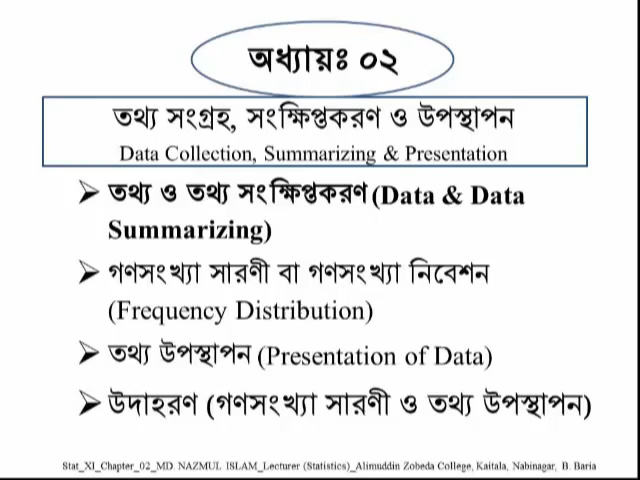 অধ্যায়ঃ ০২
তথ্য সংগ্রহ, সংক্ষিপ্তকরণ ও উপস্থাপন
Data Collection, Summarizing & Presentation
➢ তথ্য ও তথ্য সংক্ষিপ্তকরণ (Data & Data
Summarizing)
➢ গণসংখ্যা সারণী বা গণসংখ্যা নিবেশন
(Frequency Distribution)
➢ তথ্য উপস্থাপন (Presentation of Data)
➢ উদাহরণ (গণসংখ্যা সারণী ও তথ্য উপস্থাপন)
Stat_XI_Chapter_02_MD. NAZMUL ISLAM_Lecturer (Statistics)_Alimuddin Zobeda College, Kaitala, Nabinagar, B. Baria